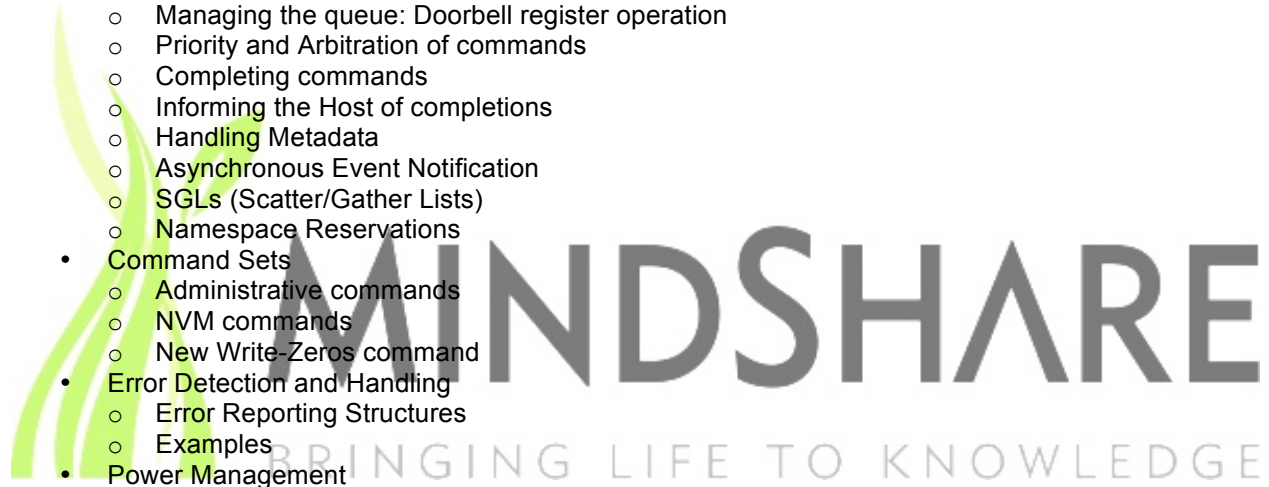 o Managing the queue: Doorbell register operation
o Priority and Arbitration of commands
o Completing commands
o Informing the Host of completions
o Handling Metadata
o Asynchronous Event Notification
o SGLs (Scatter/Gather Lists)
o Namespace Reservations
• Command Sets
o Administrative commands
o NVM commands
o New Write-Zeros command
• Error Detection and Handling
o Error Reporting Structures
o Examples
• Power Management
MINDSHARE
BRINGING LIFE TO KNOWLEDGE